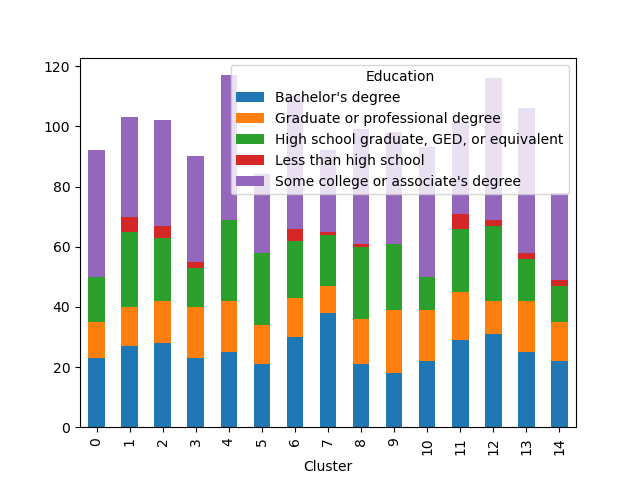 120
100
80
60
40
20
0
Education
Bachelor's degree
Graduate or professional degree
High school graduate, GED, or equivalent
Less than high school
Some college or associate's degree
0 1 2 3 4 5 6 7 8 9 10 11 12 13 14
Cluster